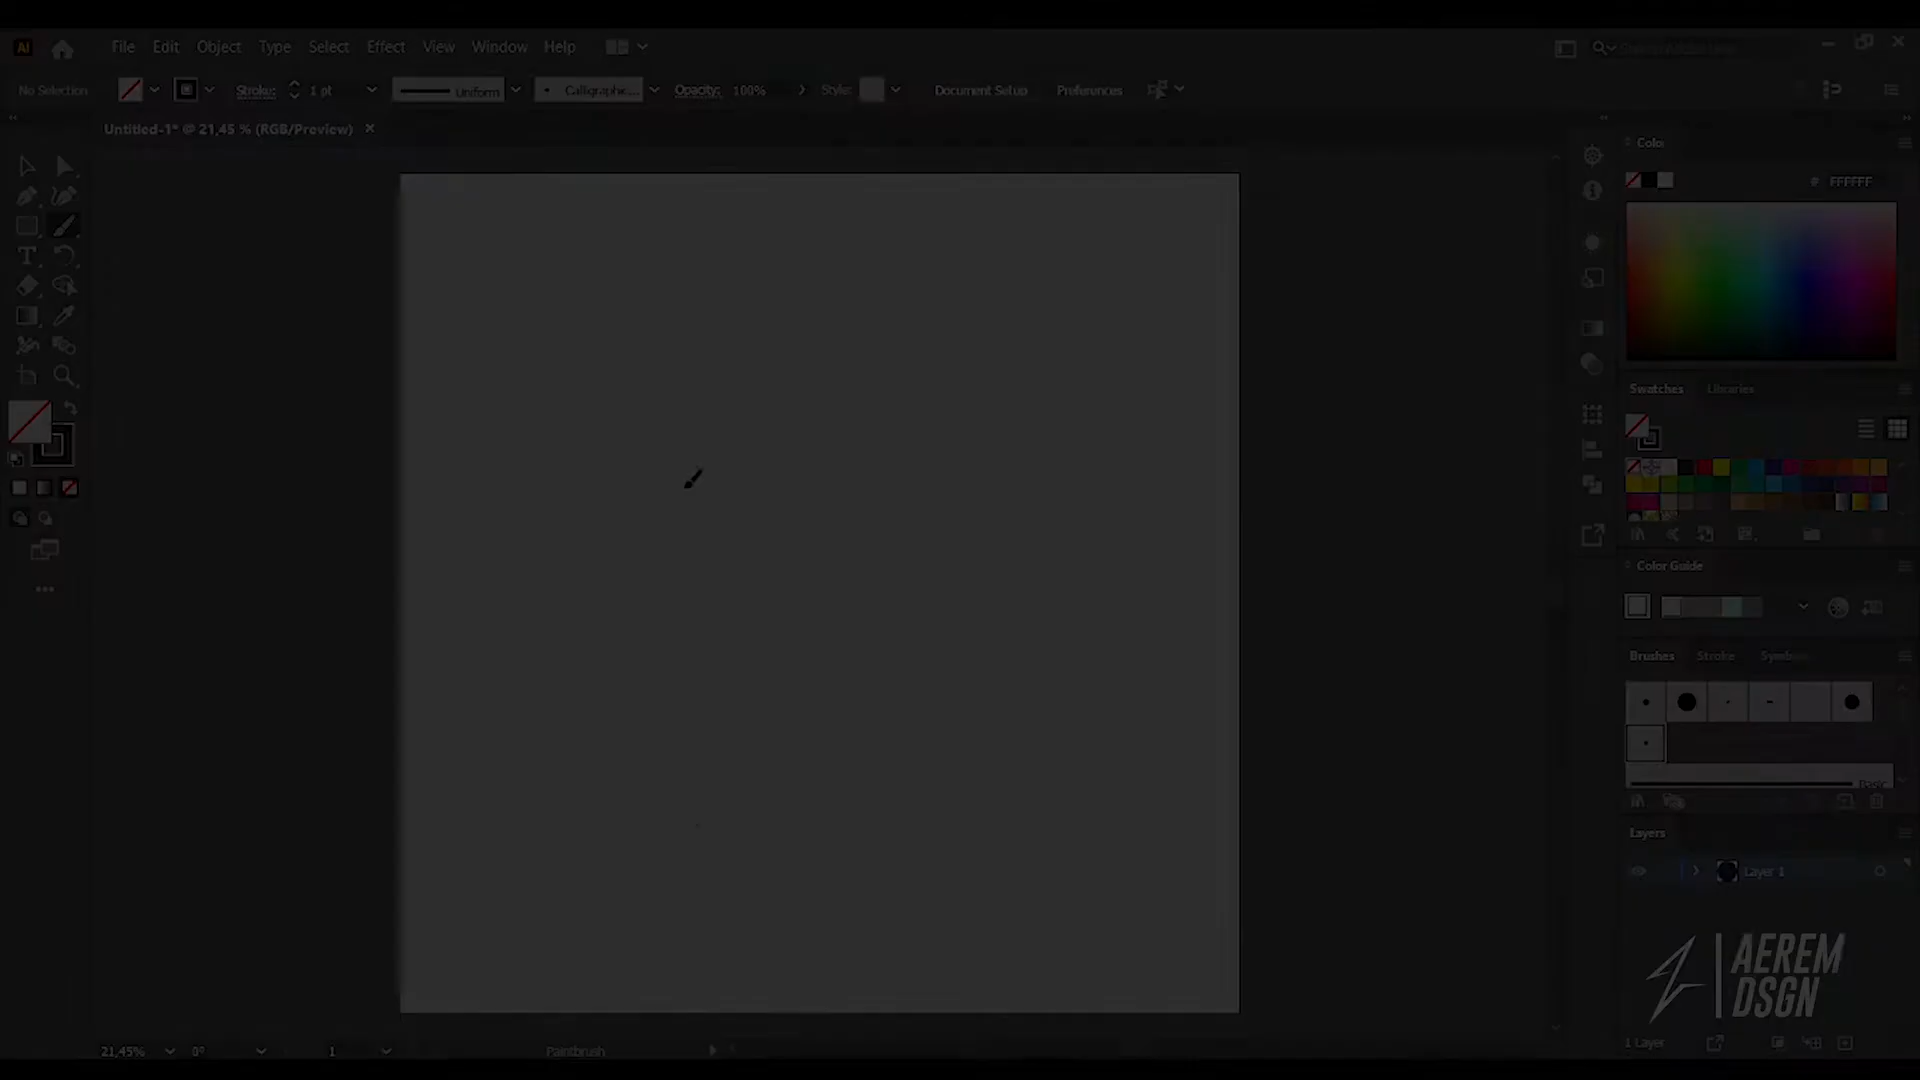 Ai File Edit Object Type Select Effect View Window Help
No Selection Stroke: 1 pt Uniform Calligraphic... Opacity: 100% Style: Document Setup Preferences
Untitled-1* @ 21,45 % (RGB/Preview) ×
Color
# FFFFFF
Swatches Libraries
Color Guide
Brushes Stroke Symbols
Basic
Layers
Layer 1
AEREM
DSGN
1 Layer
21,45% 0° 1 Paintbrush